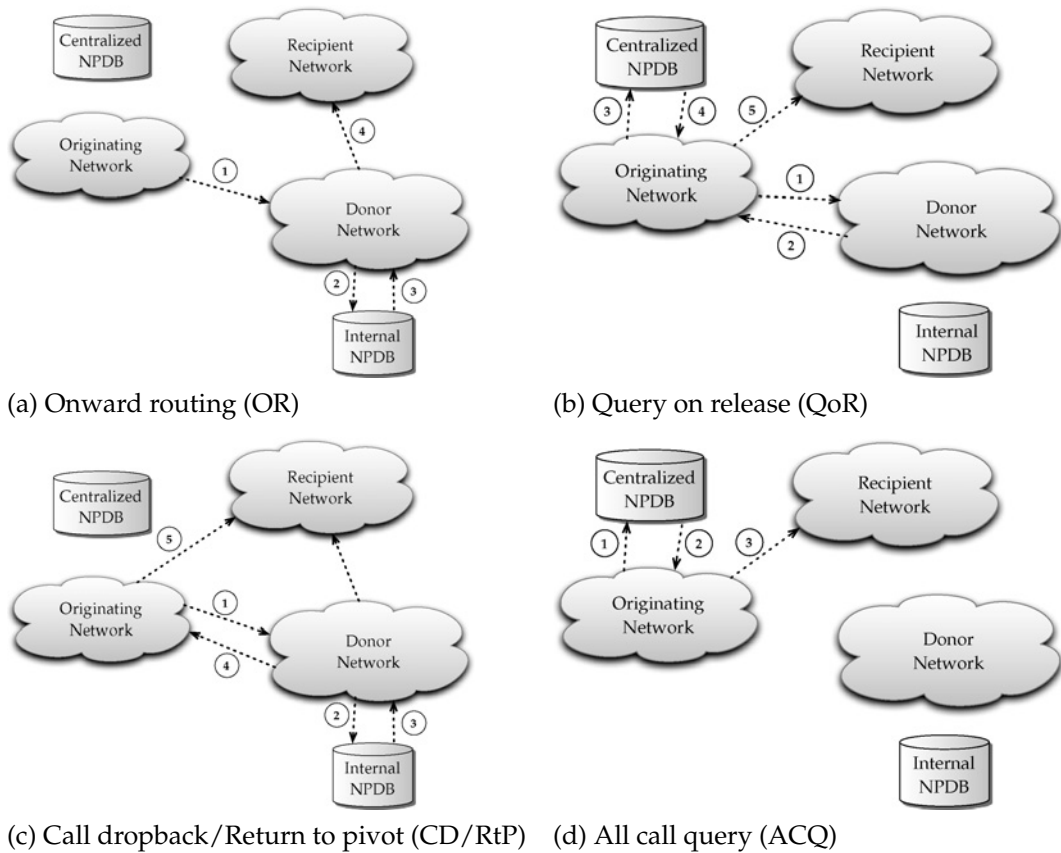 Centralized
NPDB
Recipient
Network
Originating
Network
1
4
Donor
Network
2
3
Internal
NPDB
(a) Onward routing (OR)
Centralized
NPDB
Recipient
Network
3
4
5
Originating
Network
1
2
Donor
Network
Internal
NPDB
(b) Query on release (QoR)
Centralized
NPDB
Recipient
Network
5
Originating
Network
1
4
Donor
Network
2
3
Internal
NPDB
(c) Call dropback/Return to pivot (CD/RtP)
Centralized
NPDB
Recipient
Network
1
2
3
Originating
Network
Donor
Network
Internal
NPDB
(d) All call query (ACQ)